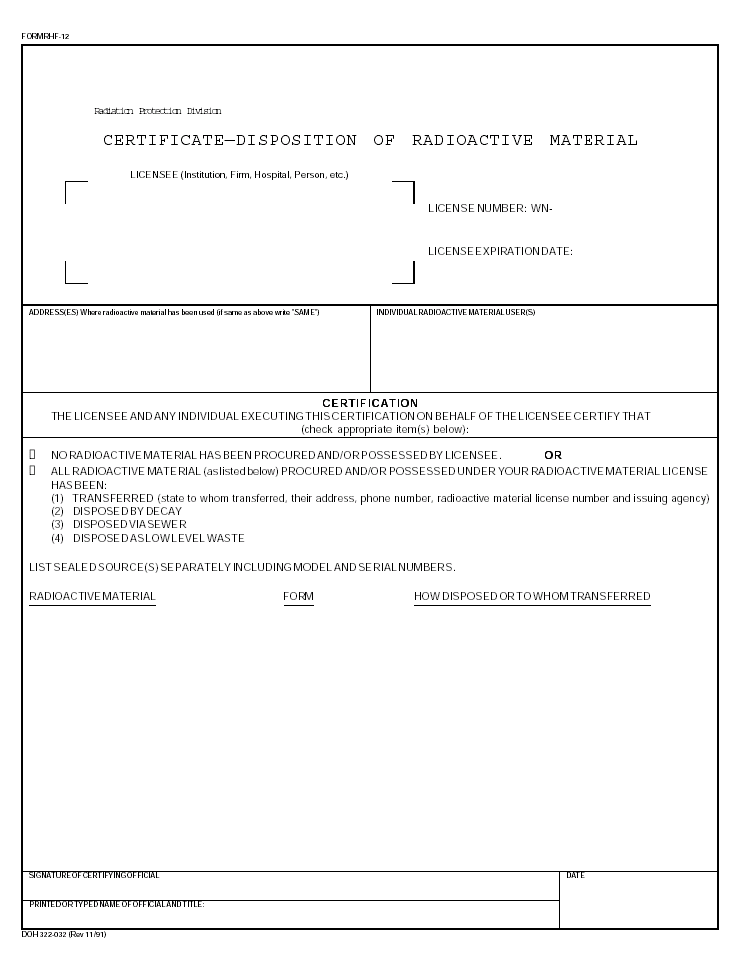 FORM RHF-12
Radiation Protection Division
CERTIFICATE—DISPOSITION OF RADIOACTIVE MATERIAL
LICENSEE (Institution, Firm, Hospital, Person, etc.)
LICENSE NUMBER: WN-
LICENSE EXPIRATION DATE:
ADDRESS(ES) Where radioactive material has been used (if same as above write "SAME")
INDIVIDUAL RADIOACTIVE MATERIAL USER(S)
CERTIFICATION
THE LICENSEE AND ANY INDIVIDUAL EXECUTING THIS CERTIFICATION ON BEHALF OF THE LICENSEE CERTIFY THAT
(check appropriate item(s) below):
NO RADIOACTIVE MATERIAL HAS BEEN PROCURED AND/OR POSSESSED BY LICENSEE. OR
ALL RADIOACTIVE MATERIAL (as listed below) PROCURED AND/OR POSSESSED UNDER YOUR RADIOACTIVE MATERIAL LICENSE
HAS BEEN:
(1) TRANSFERRED (state to whom transferred, their address, phone number, radioactive material license number and issuing agency)
(2) DISPOSED BY DECAY
(3) DISPOSED VIA SEWER
(4) DISPOSED AS LOW LEVEL WASTE
LIST SEALED SOURCE(S) SEPARATELY INCLUDING MODEL AND SERIAL NUMBERS.
RADIOACTIVE MATERIAL FORM HOW DISPOSED OR TO WHOM TRANSFERRED
SIGNATURE OF CERTIFYING OFFICIAL
DATE
PRINTED OR TYPED NAME OF OFFICIAL AND TITLE:
DOH 322-032 (Rev 11/91)